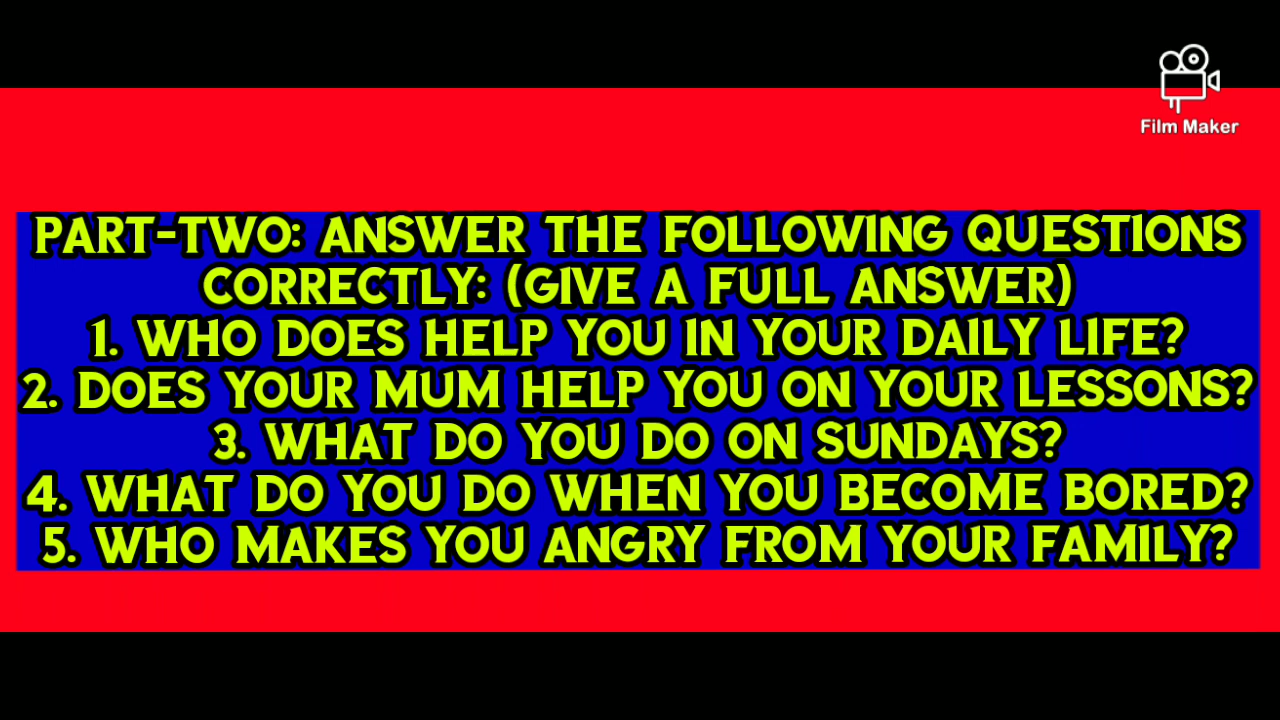 Film Maker
PART-TWO: ANSWER THE FOLLOWING QUESTIONS
CORRECTLY: (GIVE A FULL ANSWER)
1. WHO DOES HELP YOU IN YOUR DAILY LIFE?
2. DOES YOUR MUM HELP YOU ON YOUR LESSONS?
3. WHAT DO YOU DO ON SUNDAYS?
4. WHAT DO YOU DO WHEN YOU BECOME BORED?
5. WHO MAKES YOU ANGRY FROM YOUR FAMILY?